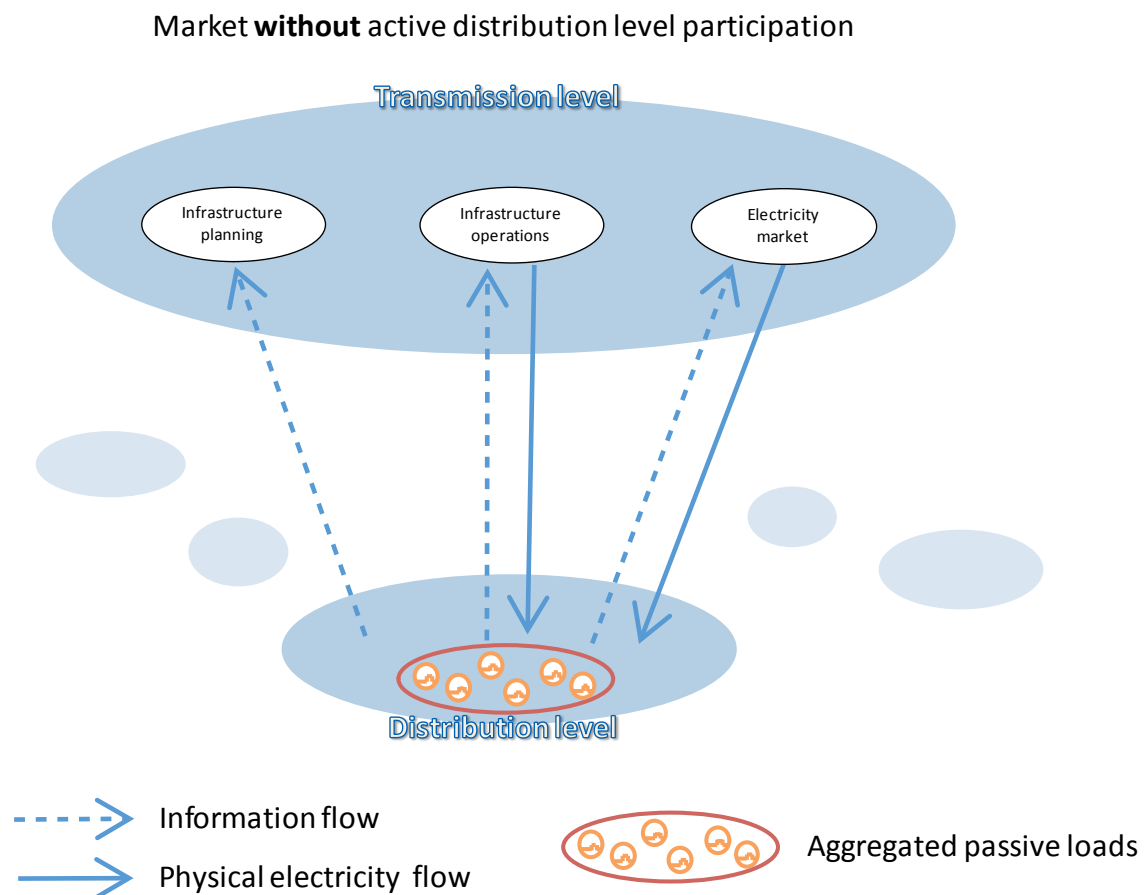 Market without active distribution level participation
Transmission level
Infrastructure
planning
Infrastructure
operations
Electricity
market
Distribution level
Information flow
Physical electricity flow
Aggregated passive loads